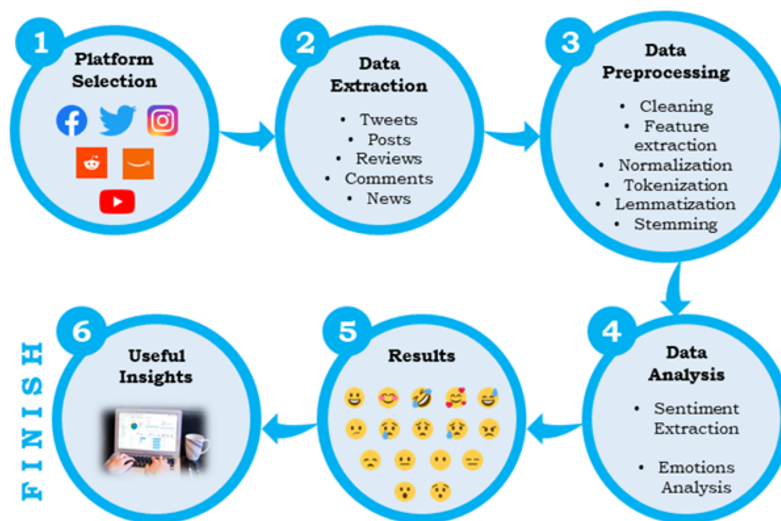 1
Platform
Selection
2
Data
Extraction
• Tweets
• Posts
• Reviews
• Comments
• News
3
Data
Preprocessing
• Cleaning
• Feature
extraction
• Normalization
• Tokenization
• Lemmatization
• Stemming
4
Data
Analysis
• Sentiment
Extraction
• Emotions
Analysis
5
Results
6
Useful
Insights
FINISH